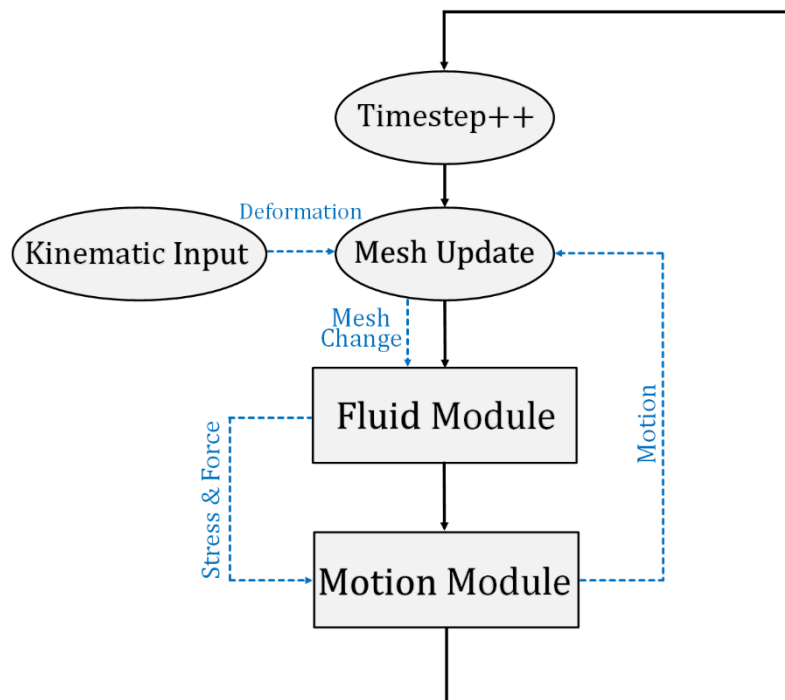 Timestep++
Deformation
Kinematic Input
Mesh Update
Mesh
Change
Fluid Module
Stress & Force
Motion
Motion Module